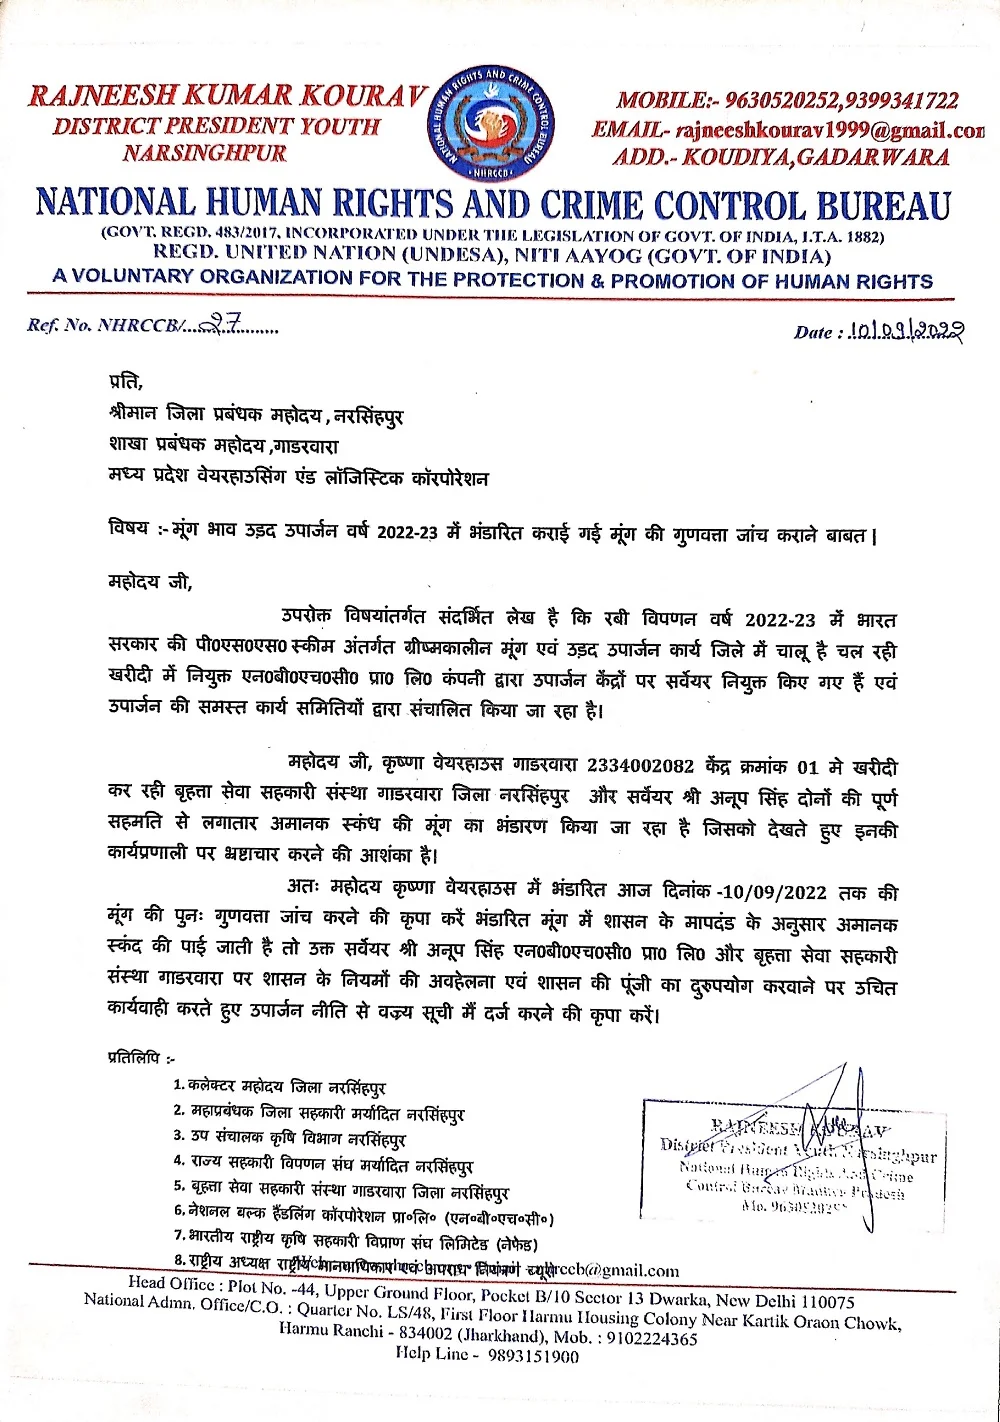 RAJNEESH KUMAR KOURAV
DISTRICT PRESIDENT YOUTH
NARSINGHPUR
NATIONAL HUMAN RIGHTS AND CRIME CONTROL BUREAU
NHRCCB
MOBILE:- 9630520252,9399341722
EMAIL- rajneeshkourav1999@gmail.com
ADD.- KOUDIYA,GADARWARA
NATIONAL HUMAN RIGHTS AND CRIME CONTROL BUREAU
(GOVT. REGD. 483/2017, INCORPORATED UNDER THE LEGISLATION OF GOVT. OF INDIA, I.T.A. 1882)
REGD. UNITED NATION (UNDESA), NITI AAYOG (GOVT. OF INDIA)
A VOLUNTARY ORGANIZATION FOR THE PROTECTION & PROMOTION OF HUMAN RIGHTS
Ref. No. NHRCCB/...27..........
Date : 10/09/2022
प्रति,
श्रीमान जिला प्रबंधक महोदय,नरसिंहपुर
शाखा प्रबंधक महोदय,गाडरवारा
मध्य प्रदेश वेयरहाउसिंग एंड लॉजिस्टिक कॉरपोरेशन
विषय :-मूंग भाव उड़द उपार्जन वर्ष 2022-23 में भंडारित कराई गई मूंग की गुणवत्ता जांच कराने बाबत|
महोदय जी,
उपरोक्त विषयांतर्गत संदर्भित लेख है कि रबी विपणन वर्ष 2022-23 में भारत
सरकार की पी0एस0एस0 स्कीम अंतर्गत ग्रीष्मकालीन मूंग एवं उड़द उपार्जन कार्य जिले में चालू है चल रही
खरीदी में नियुक्त एन0बी0एच0सी0 प्रा0 लि0 कंपनी द्वारा उपार्जन केंद्रों पर सर्वेयर नियुक्त किए गए हैं एवं
उपार्जन की समस्त कार्य समितियों द्वारा संचालित किया जा रहा है।
महोदय जी, कृष्णा वेयरहाउस गाडरवारा 2334002082 केंद्र क्रमांक 01 मे खरीदी
कर रही बृहत्ता सेवा सहकारी संस्था गाडरवारा जिला नरसिंहपुर और सर्वेयर श्री अनूप सिंह दोनों की पूर्ण
सहमति से लगातार अमानक स्कंध की मूंग का भंडारण किया जा रहा है जिसको देखते हुए इनकी
कार्यप्रणाली पर भ्रष्टाचार करने की आशंका है।
अतः महोदय कृष्णा वेयरहाउस में भंडारित आज दिनांक -10/09/2022 तक की
मूंग की पुनः गुणवत्ता जांच करने की कृपा करें भंडारित मूंग में शासन के मापदंड के अनुसार अमानक
स्कंद की पाई जाती है तो उक्त सर्वेयर श्री अनूप सिंह एन0बी0एच0सी0 प्रा0 लि0 और बृहत्ता सेवा सहकारी
संस्था गाडरवारा पर शासन के नियमों की अवहेलना एवं शासन की पूंजी का दुरुपयोग करवाने पर उचित
कार्यवाही करते हुए उपार्जन नीति से वज्र्य सूची मैं दर्ज करने की कृपा करें।
प्रतिलिपि :-
1. कलेक्टर महोदय जिला नरसिंहपुर
2. महाप्रबंधक जिला सहकारी मर्यादित नरसिंहपुर
3. उप संचालक कृषि विभाग नरसिंहपुर
4. राज्य सहकारी विपणन संघ मर्यादित नरसिंहपुर
5. बृहत्ता सेवा सहकारी संस्था गाडरवारा जिला नरसिंहपुर
6. नेशनल बल्क हैंडलिंग कॉरपोरेशन प्रा॰लि॰ (एन॰बी॰एच॰सी॰)
7. भारतीय राष्ट्रीय कृषि सहकारी विप्राण संघ लिमिटेड (नेफेड)
8. राष्ट्रीय अध्यक्ष राष्ट्रीय मानवाधिकार एवं अपराध नियंत्रण ब्यूरो
@gmail.com
RAJNEESH KOURAV
District President Youth Narsinghpur
National Human Rights And Crime
Control Bureau Madhya Pradesh
Mo. 9630520252
Head Office : Plot No. -44, Upper Ground Floor, Pocket B/10 Sector 13 Dwarka, New Delhi 110075
National Admn. Office/C.O. : Quarter No. LS/48, First Floor Harmu Housing Colony Near Kartik Oraon Chowk,
Harmu Ranchi - 834002 (Jharkhand), Mob. : 9102224365
Help Line - 9893151900